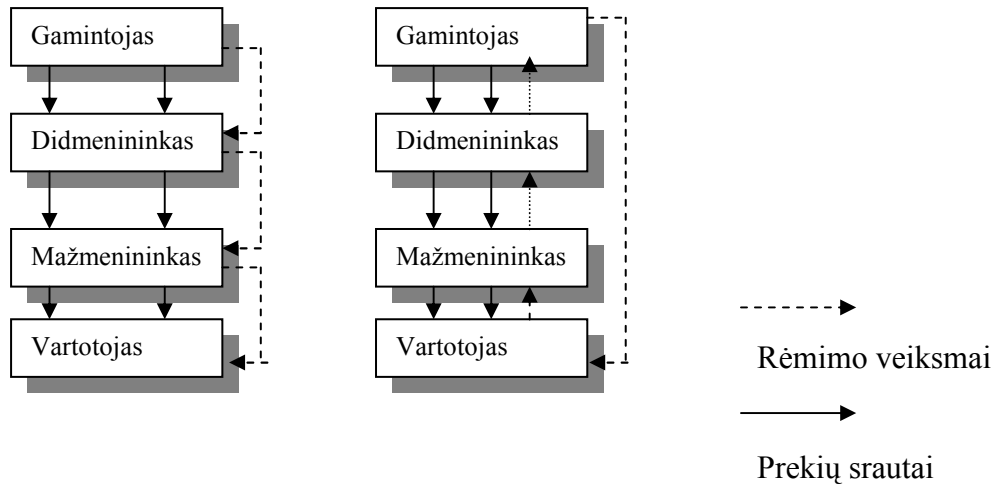 Gamintojas
Didmenininkas
Mažmenininkas
Vartotojas
Gamintojas
Didmenininkas
Mažmenininkas
Vartotojas
Rėmimo veiksmai
Prekių srautai